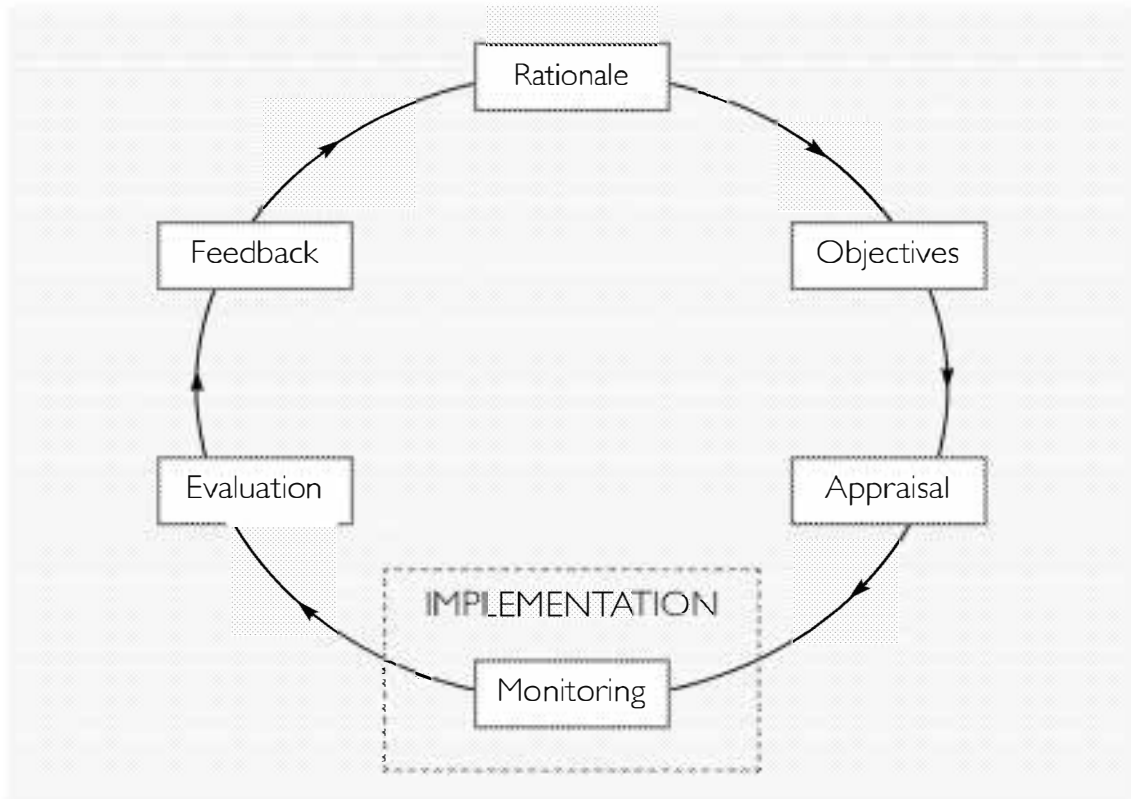 Rationale
Objectives
Appraisal
IMPLEMENTATION
Monitoring
Evaluation
Feedback